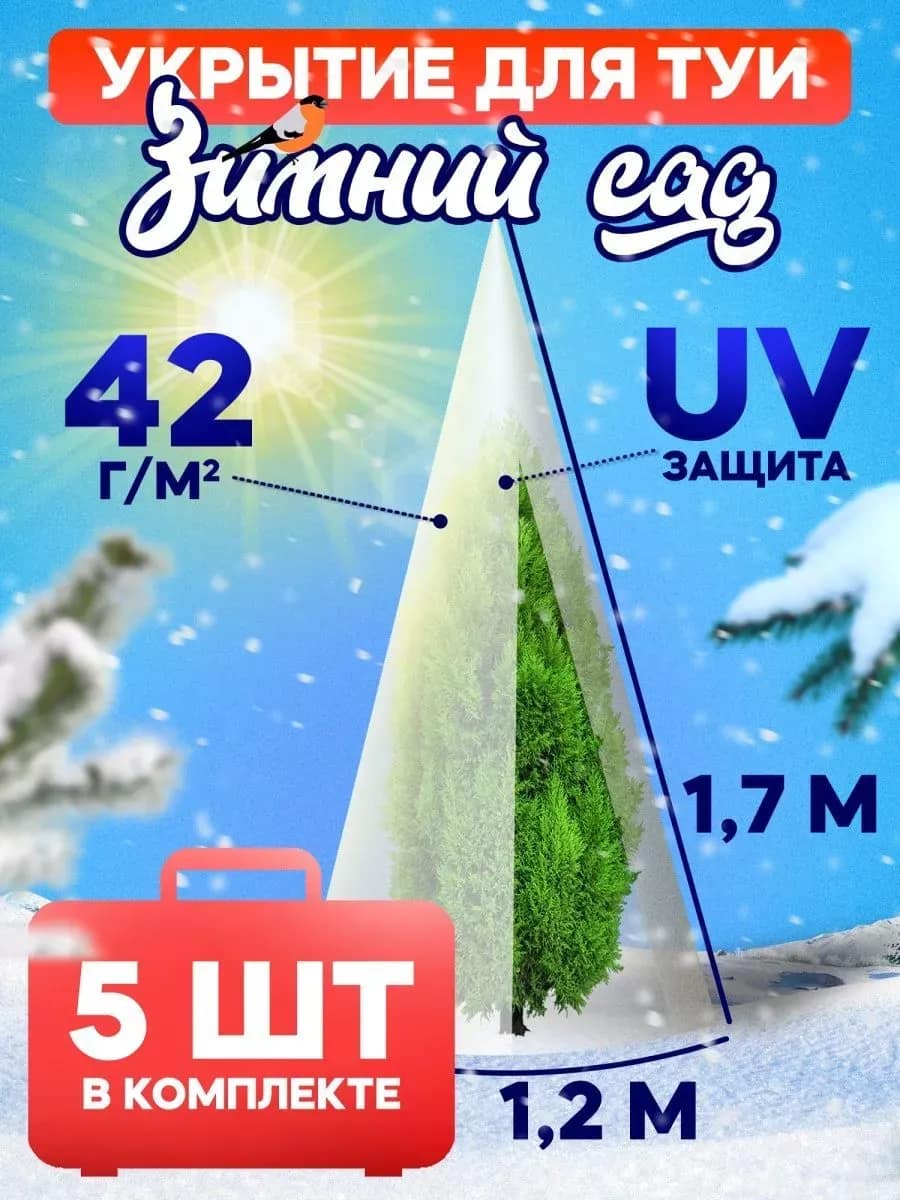 УКРЫТИЕ ДЛЯ ТУИ
Зимний сад
42
Г/М²
UV
ЗАЩИТА
1,7 М
5 ШТ
В КОМПЛЕКТЕ
1,2 М